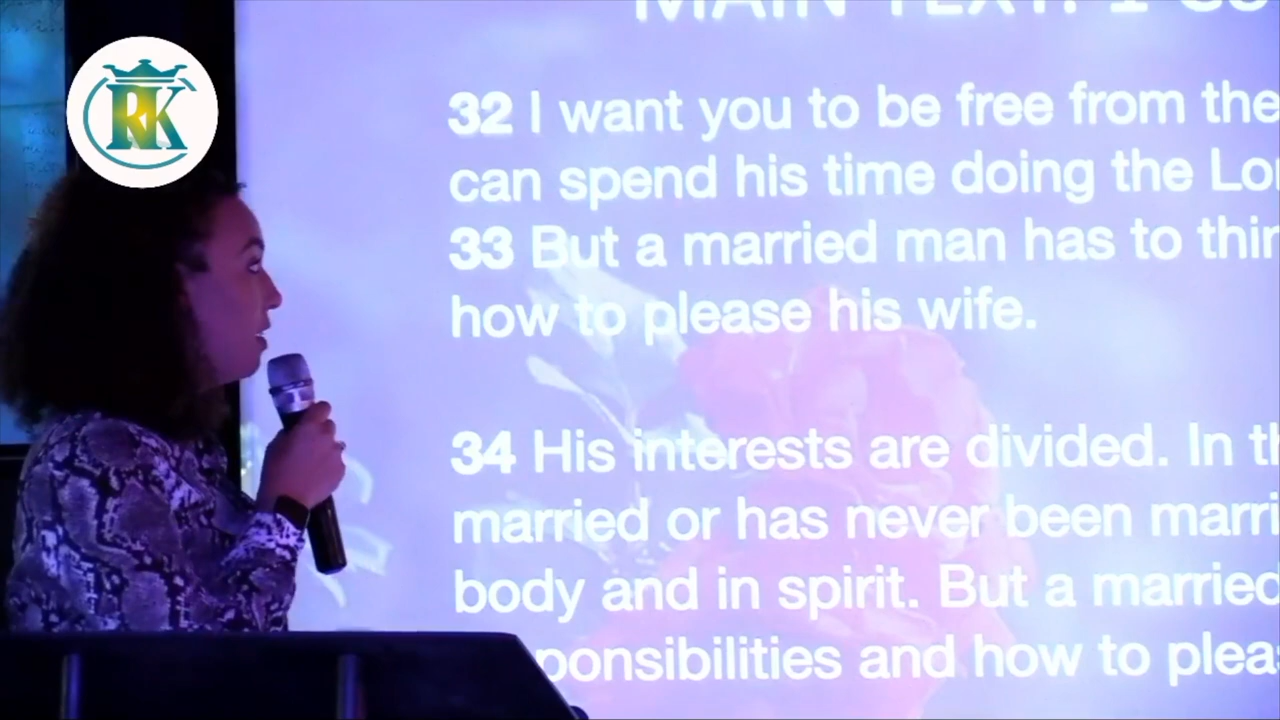 RK
MAIN TEXT: 1 Co
32 I want you to be free from the
can spend his time doing the Lo
33 But a married man has to thin
how to please his wife.
34 His interests are divided. In th
married or has never been marri
body and in spirit. But a married
ponsibilities and how to pleas